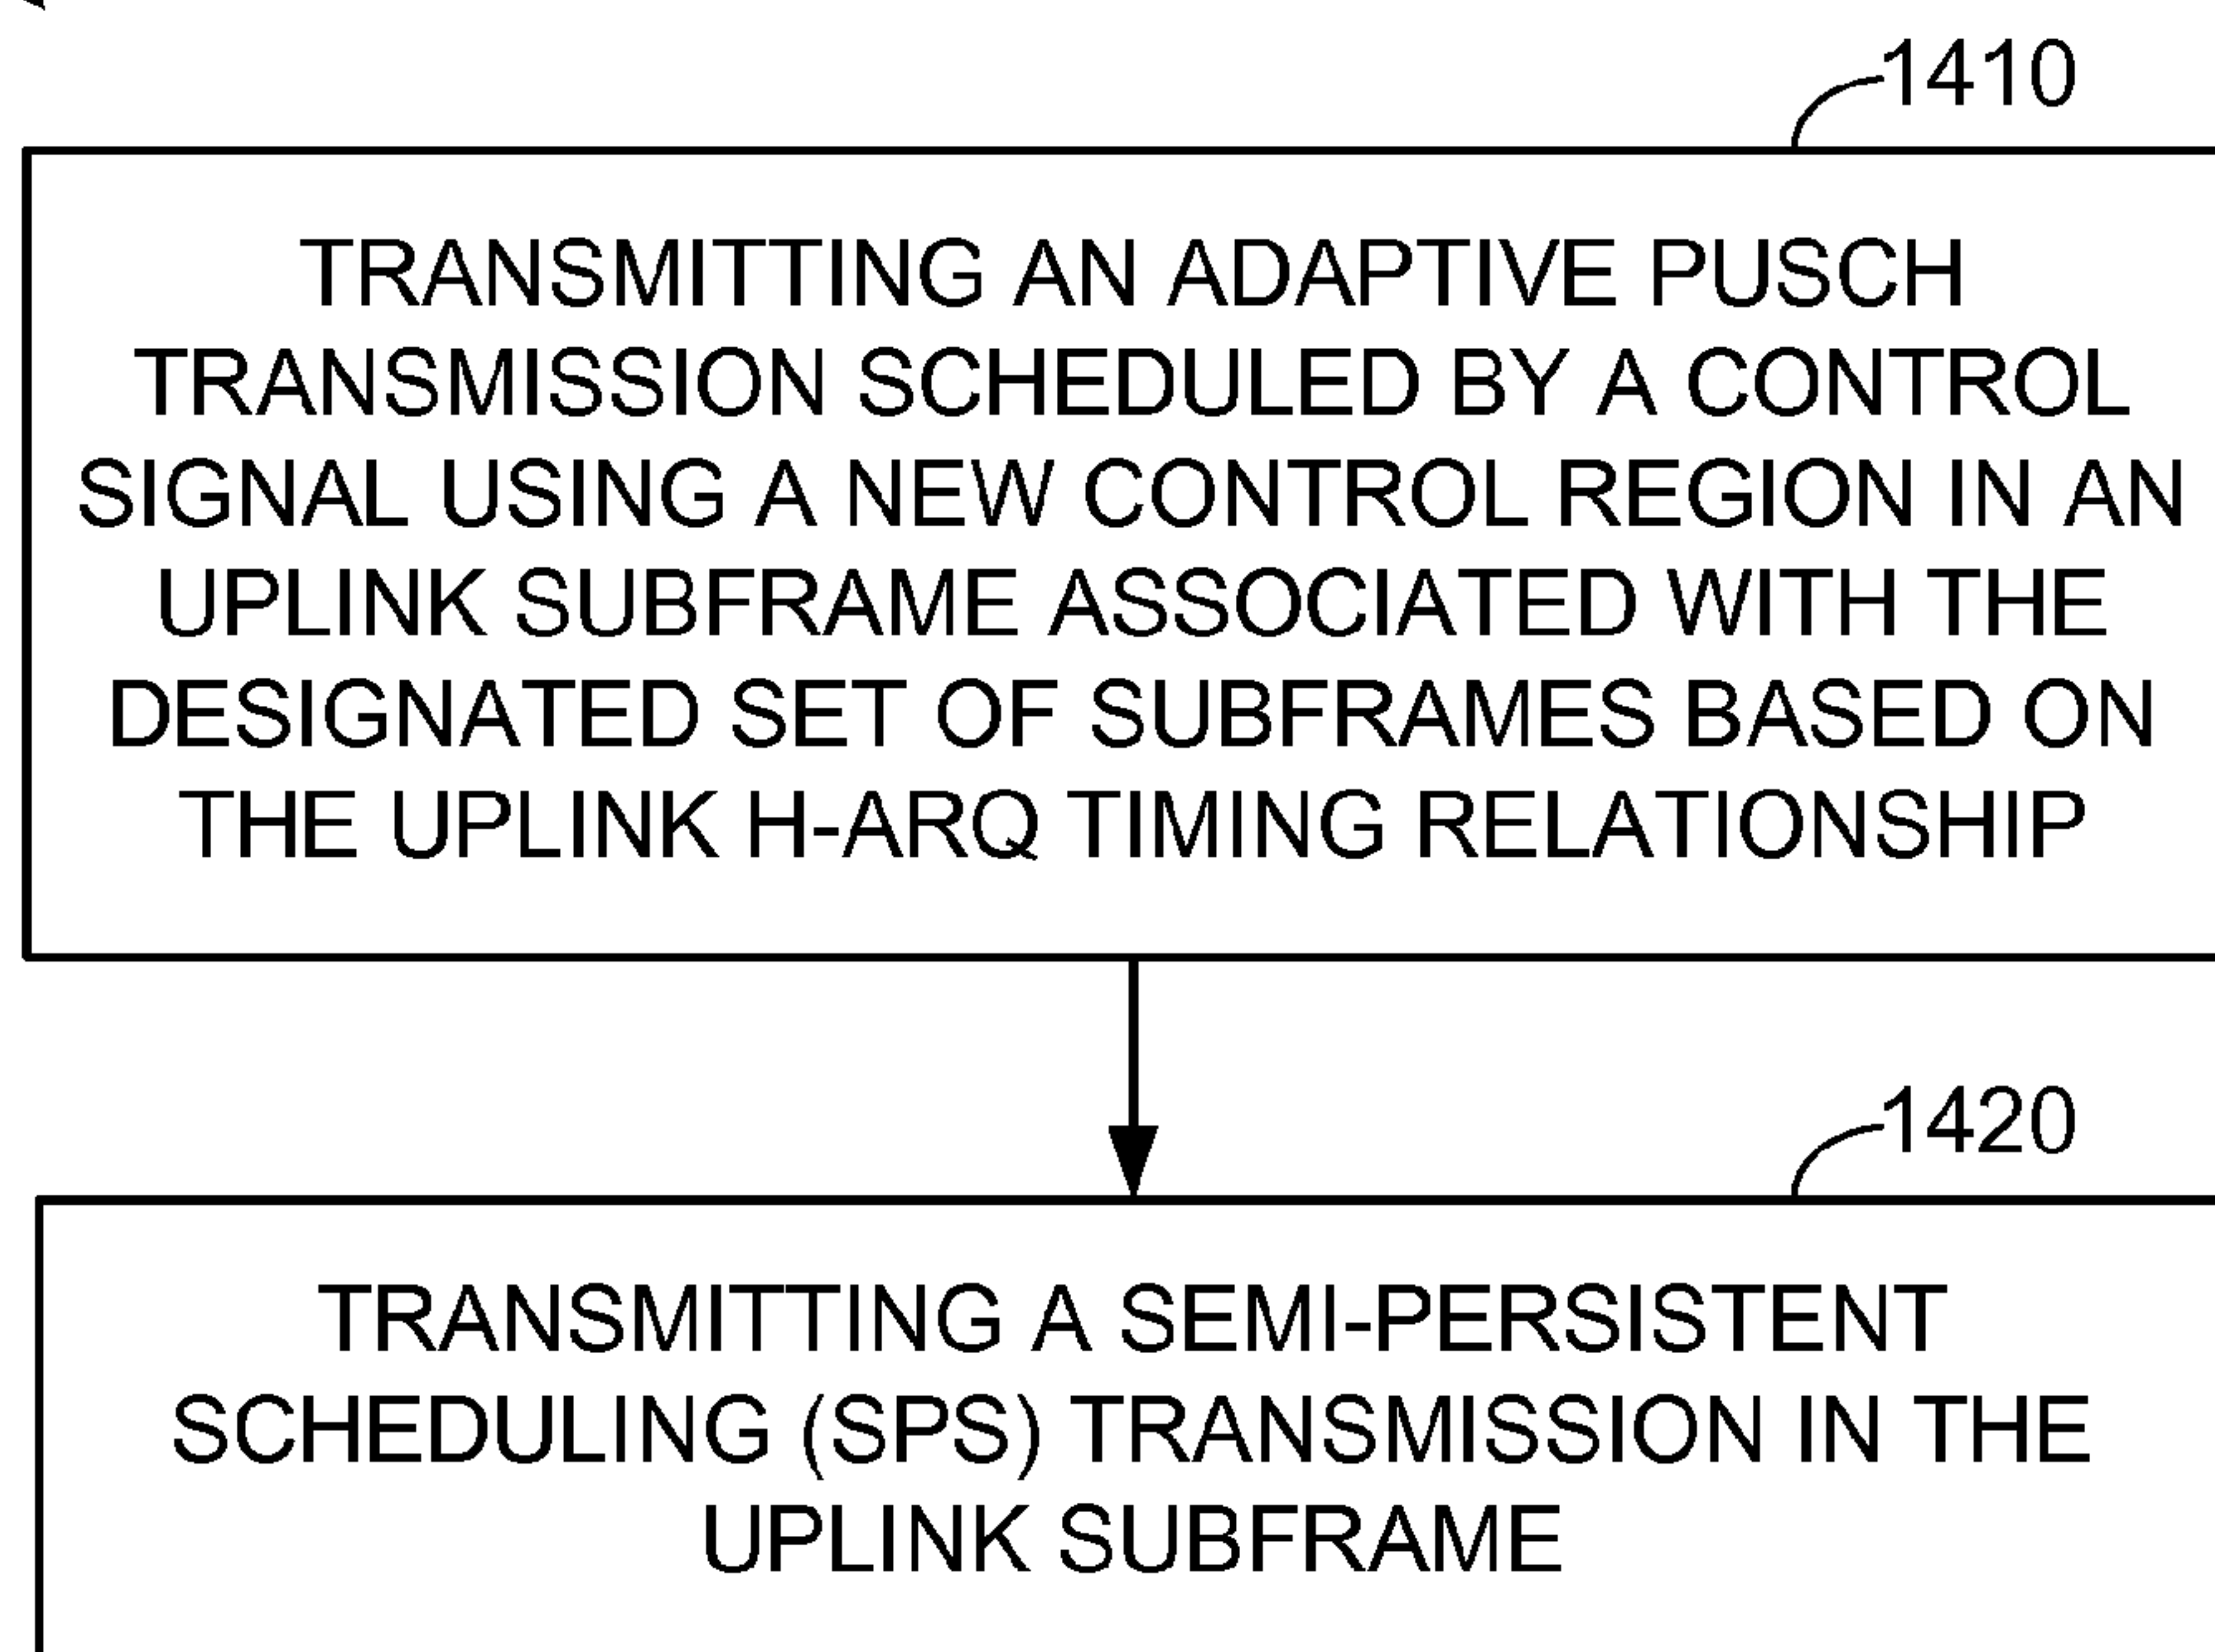 1410
TRANSMITTING AN ADAPTIVE PUSCH
TRANSMISSION SCHEDULED BY A CONTROL
SIGNAL USING A NEW CONTROL REGION IN AN
UPLINK SUBFRAME ASSOCIATED WITH THE
DESIGNATED SET OF SUBFRAMES BASED ON
THE UPLINK H-ARQ TIMING RELATIONSHIP
1420
TRANSMITTING A SEMI-PERSISTENT
SCHEDULING (SPS) TRANSMISSION IN THE
UPLINK SUBFRAME